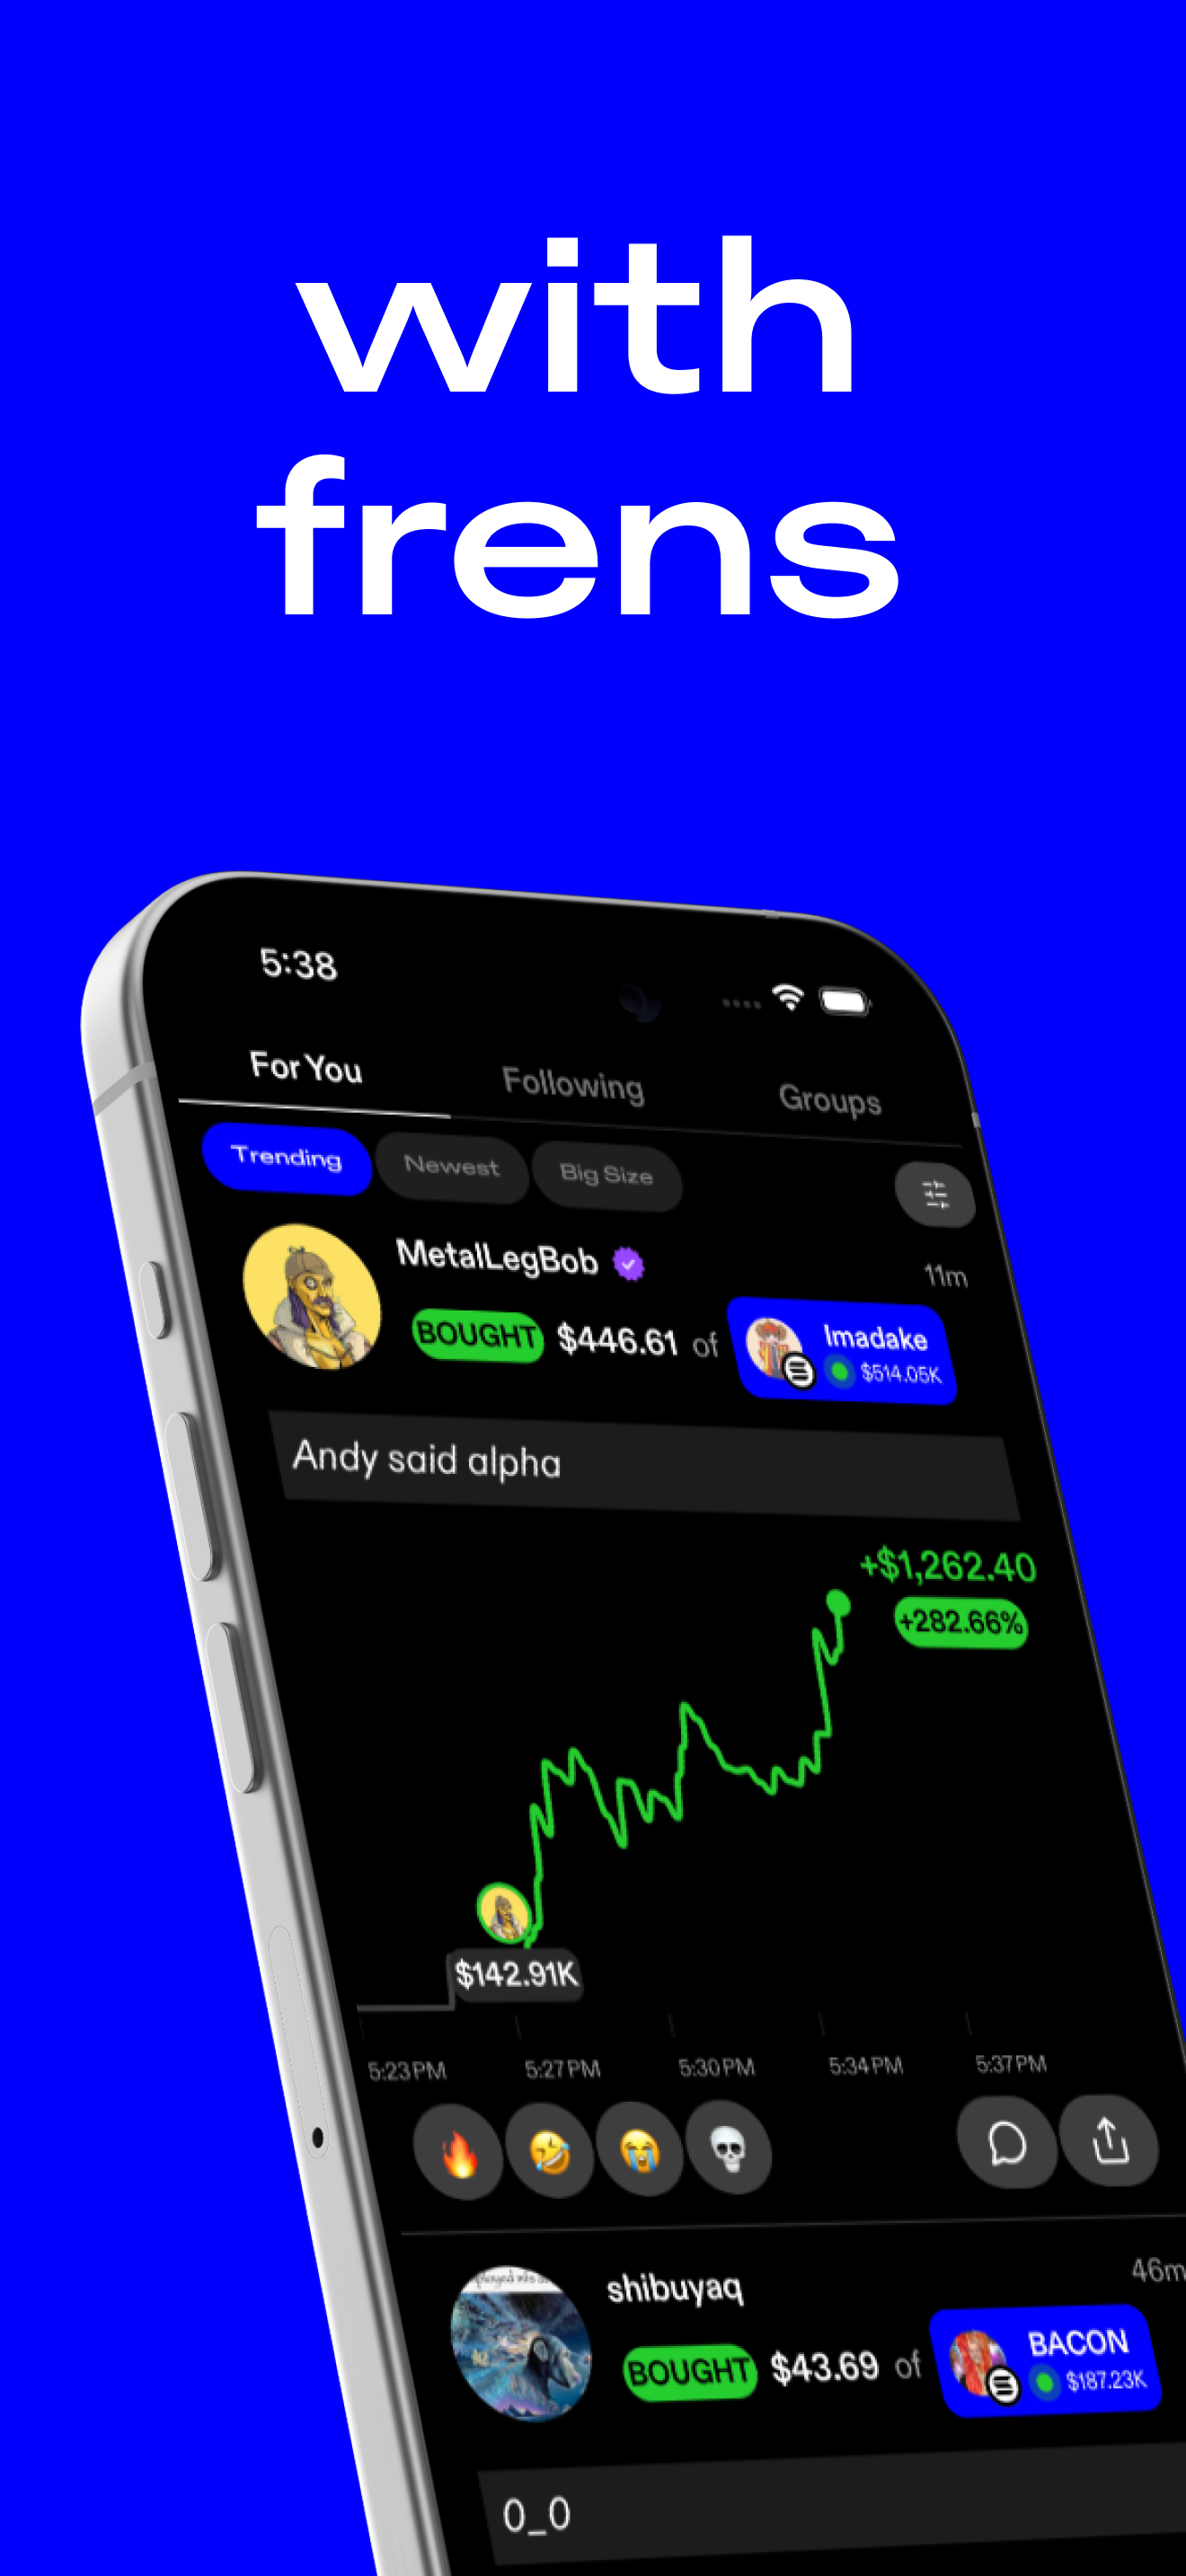 with
frens
5:38
For You Following Groups
Trending Newest Big Size
MetalLegBob 11m
BOUGHT $446.61 of Imadake
$514.05K
Andy said alpha
+$1,262.40
+282.66%
$142.91K
5:23 PM 5:27 PM 5:30 PM 5:34 PM 5:37 PM
shibuyaq 46m
BOUGHT $43.69 of BACON
$187.23K
0_0